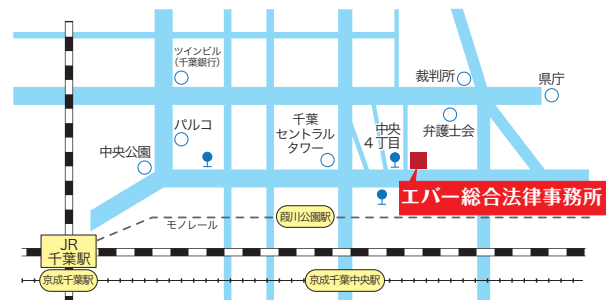 ツインビル
(千葉銀行)
裁判所
県庁
パルコ
千葉
セントラル
タワー
中央
4丁目
弁護士会
中央公園
エバー総合法律事務所
モノレール
葭川公園駅
JR
千葉駅
京成千葉駅
京成千葉中央駅